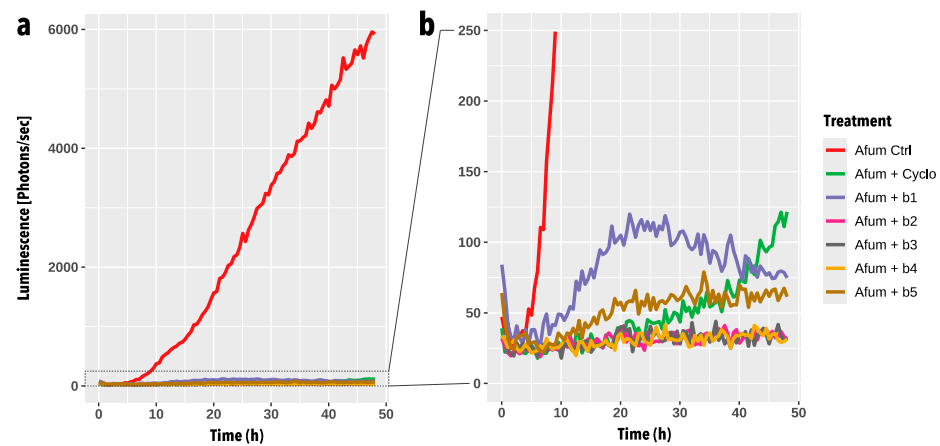 a
b
Luminescence [Photons/sec]
6000
4000
2000
0
0 10 20 30 40 50
Time (h)
250
200
150
100
50
0
0 10 20 30 40 50
Time (h)
Treatment
Afum Ctrl
Afum + Cyclo
Afum + b1
Afum + b2
Afum + b3
Afum + b4
Afum + b5